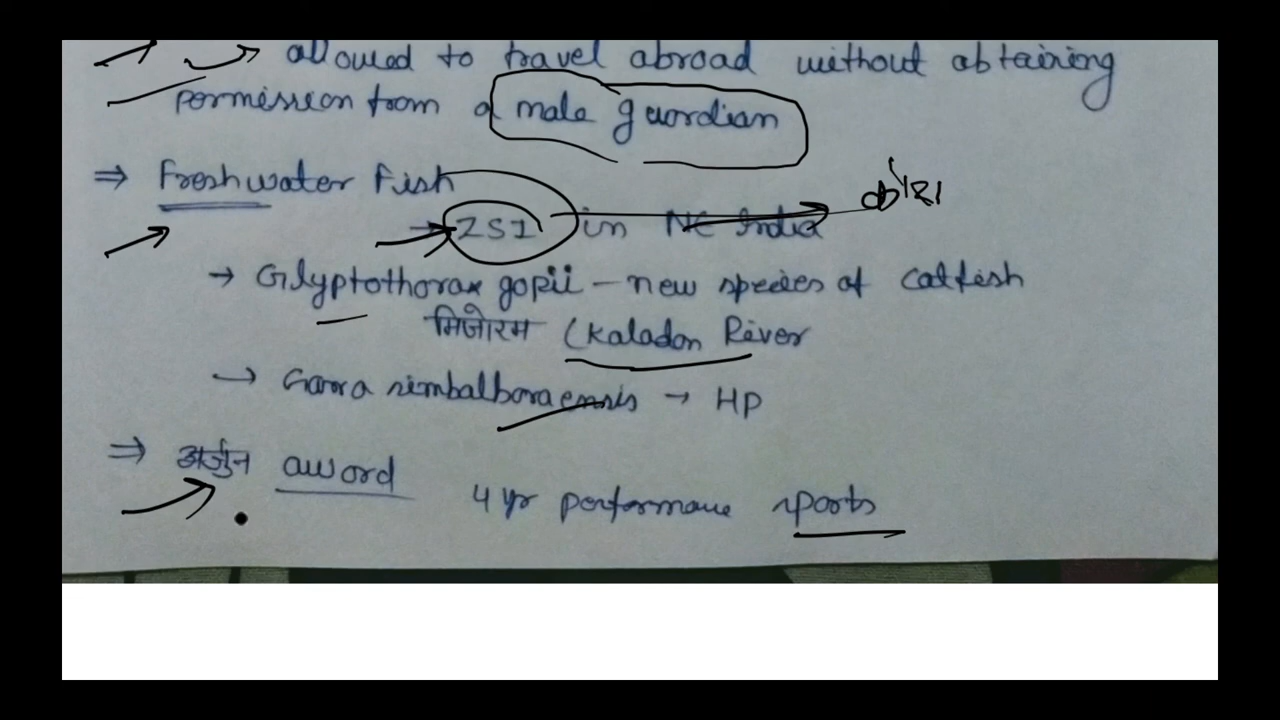 allowed to travel abroad without obtaining
permission from a male guardian
⇒ Freshwater Fish
→ ZSI in NE India
→ Glyptothorax gopii – new species of catfish
मिजोरम (Kaladan River
→ Garra simbalbaraensis → HP
⇒ अर्जुन award
4 yr performance sports